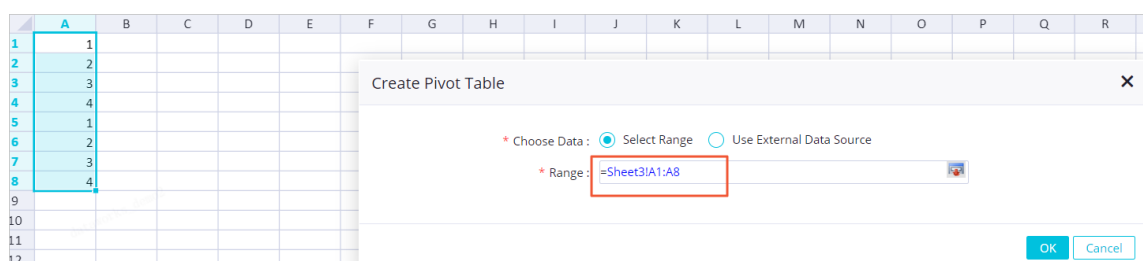 A B C D E F G H I J K L M N O P Q R
1 1
2 2
3 3
4 4
5 1
6 2
7 3
8 4
9
10
11
12
Create Pivot Table
* Choose Data : Select Range Use External Data Source
* Range : =Sheet3!A1:A8
OK Cancel